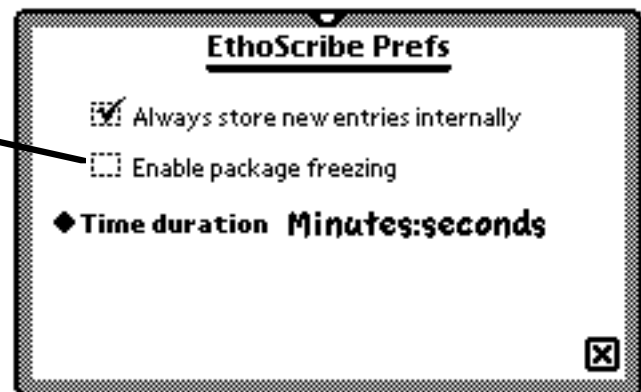 EthoScribe Prefs
Always store new entries internally
Enable package freezing
◆Time duration Minutes:seconds